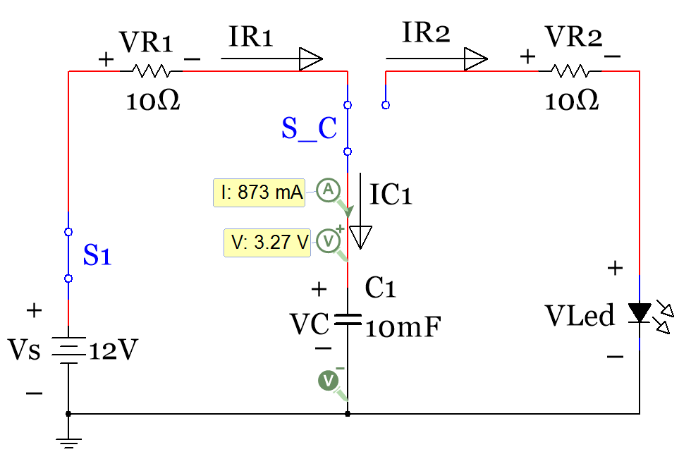 VR1
IR1
IR2
VR2
+ −
+ −
10Ω
10Ω
S_C
I: 873 mA
A
IC1
S1
V: 3.27 V
V
+
+
C1
+
+
VC
10mF
VLed
Vs
12V
−
−
−
V
−